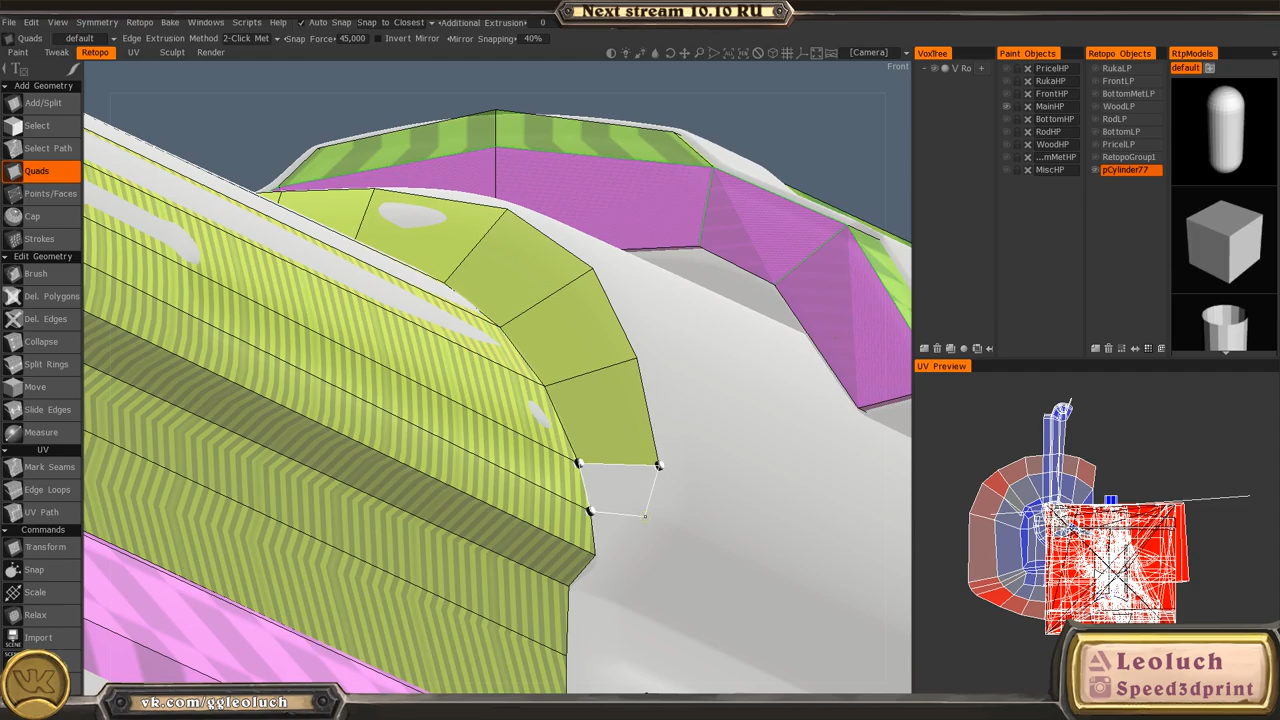 Next stream 10.10 RU
File Edit View Symmetry Retopo Bake Windows Scripts Help Auto Snap Snap to Closest Additional Extrusion 0
Quads default Edge Extrusion Method 2-Click Met Snap Force 45,000 Invert Mirror Mirror Snapping 40%
Paint Tweak Retopo UV Sculpt Render [Camera]
Front
Add Geometry
Add/Split
Select
Select Path
Quads
Points/Faces
Cap
Strokes
Edit Geometry
Brush
Del. Polygons
Del. Edges
Collapse
Split Rings
Move
Slide Edges
Measure
UV
Mark Seams
Edge Loops
UV Path
Commands
Transform
Snap
Scale
Relax
Import
SCENE
VoxTree
V Ro +
Paint Objects
PricelHP
RukaHP
FrontHP
MainHP
BottomHP
RodHP
WoodHP
...mMetHP
MiscHP
Retopo Objects
RukaLP
FrontLP
BottomMetLP
WoodLP
RodLP
BottomLP
PricelLP
RetopoGroup1
pCylinder77
RtpModels
default
UV Preview
vk.com/ggleoluch
Leoluch
Speed3dprint